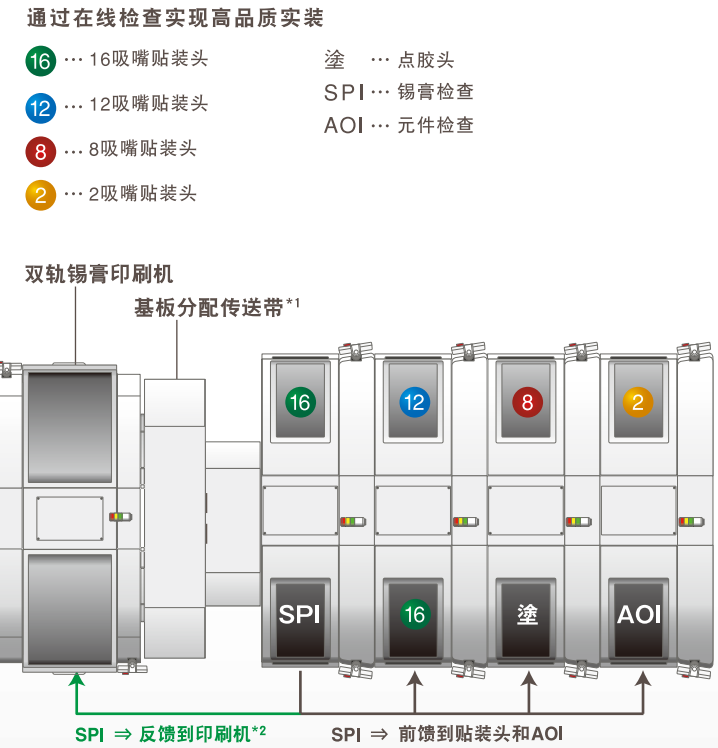 通过在线检查实现高品质实装
16 ··· 16吸嘴贴装头
12 ··· 12吸嘴贴装头
8 ··· 8吸嘴贴装头
2 ··· 2吸嘴贴装头
塗 ··· 点胶头
SPI ··· 锡膏检查
AOI ··· 元件检查
双轨锡膏印刷机
基板分配传送带*1
16 12 8 2
SPI 16 塗 AOI
SPI ⇒ 反馈到印刷机*2
SPI ⇒ 前馈到贴装头和AOI